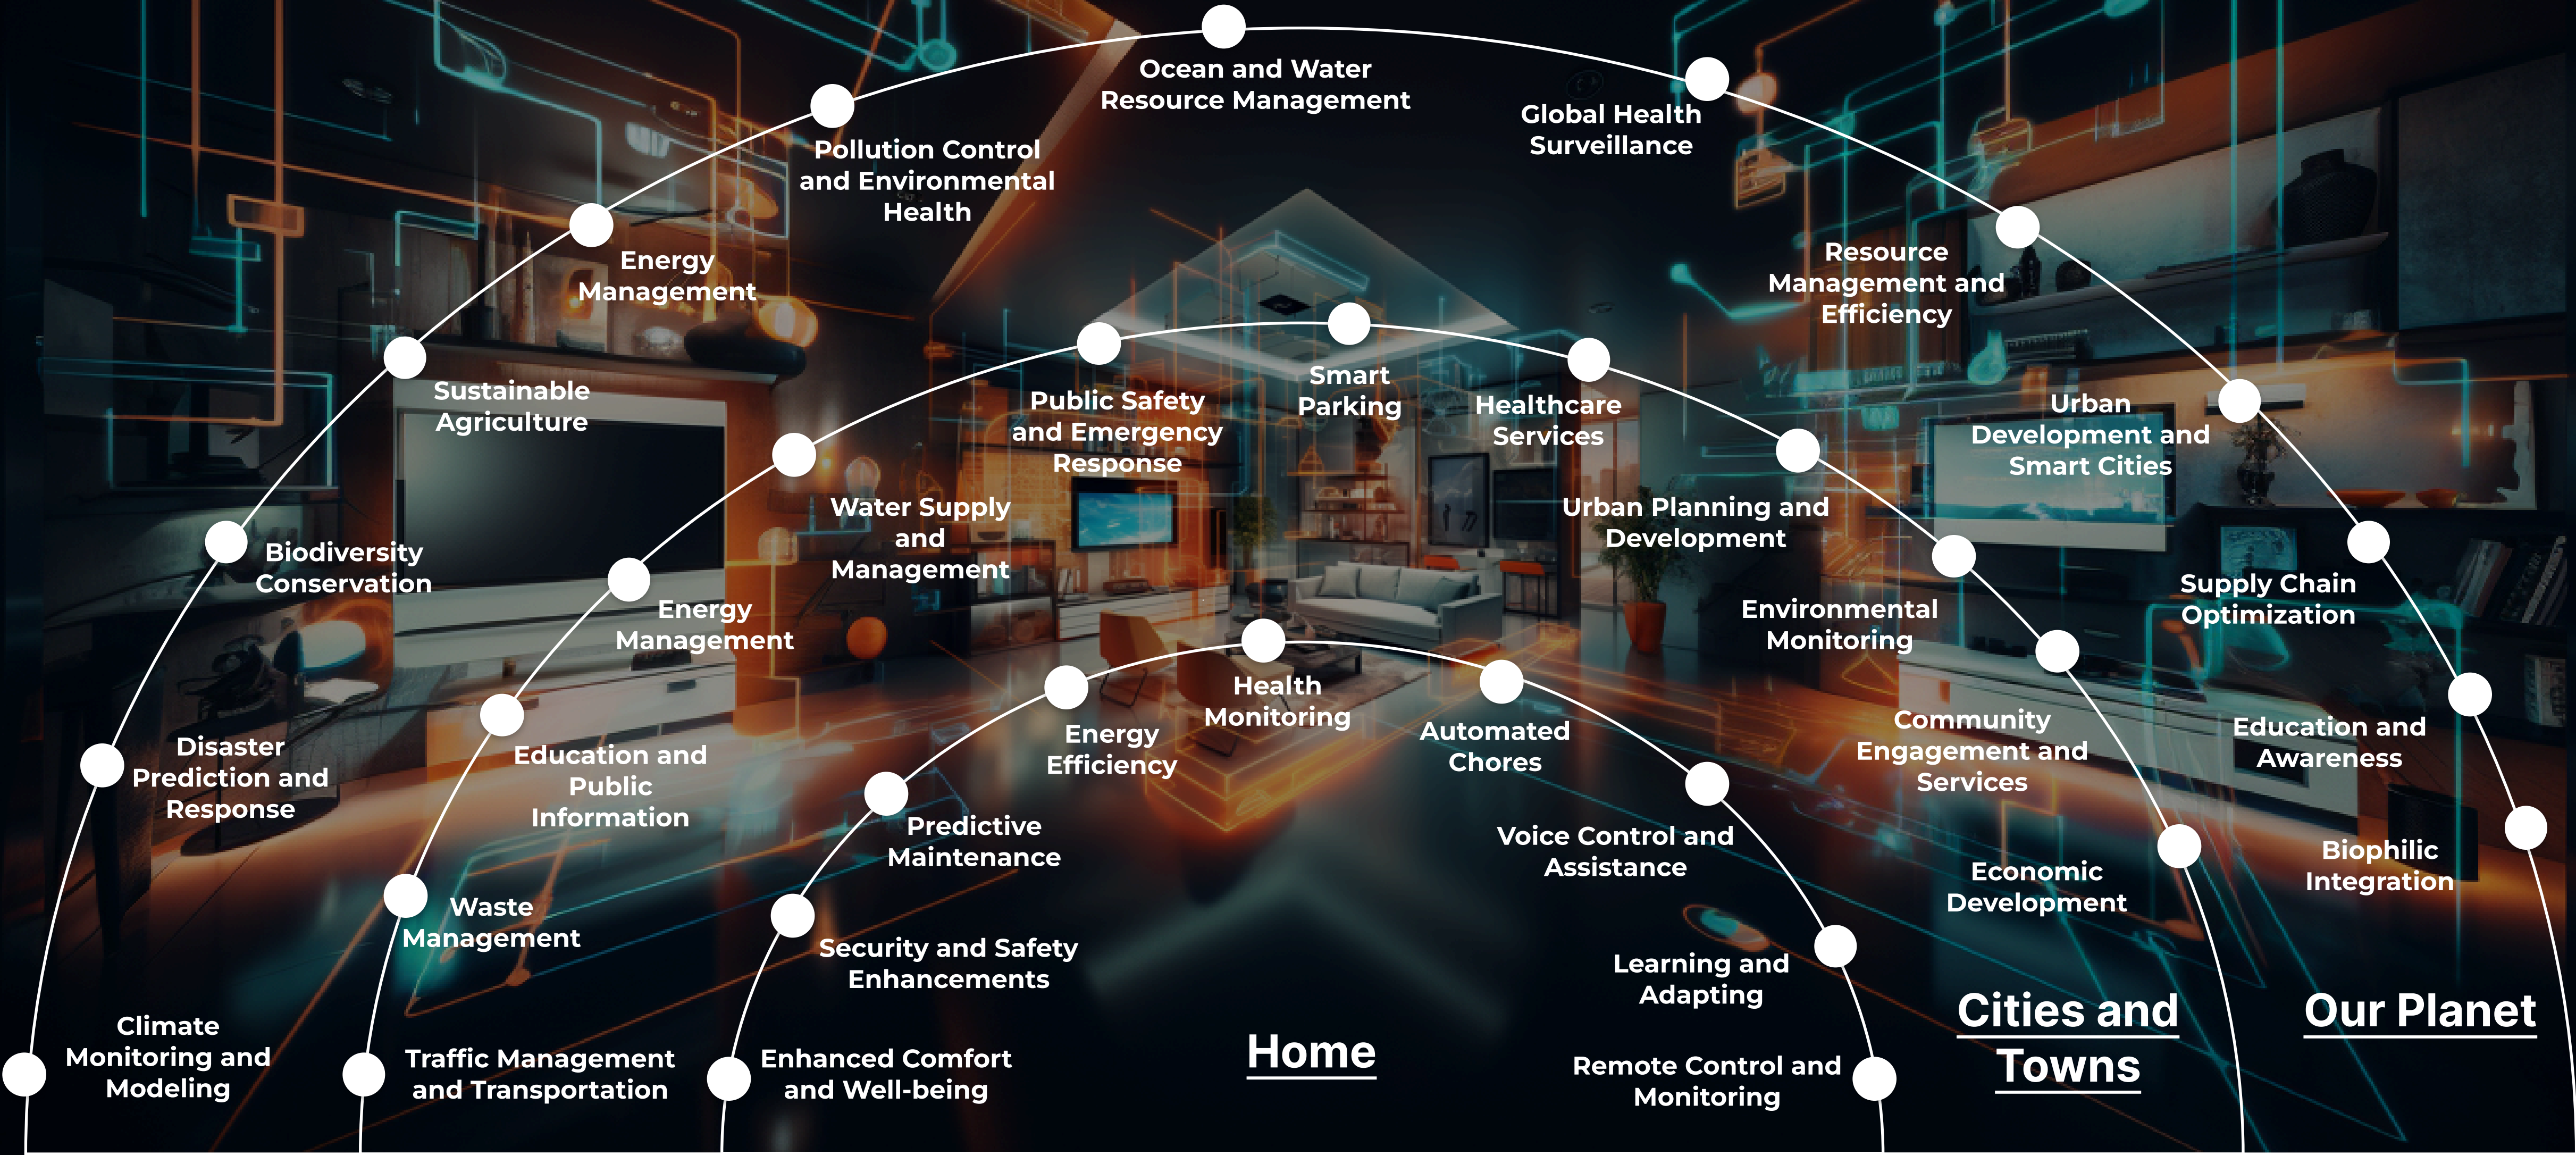 Ocean and Water
Resource Management
Global Health
Surveillance
Pollution Control
and Environmental
Health
Energy
Management
Resource
Management and
Efficiency
Sustainable
Agriculture
Urban
Development and
Smart Cities
Biodiversity
Conservation
Supply Chain
Optimization
Disaster
Prediction and
Response
Education and
Awareness
Climate
Monitoring and
Modeling
Biophilic
Integration
Our Planet
Public Safety
and Emergency
Response
Smart
Parking
Healthcare
Services
Water Supply
and
Management
Urban Planning and
Development
Energy
Management
Environmental
Monitoring
Education and
Public
Information
Community
Engagement and
Services
Waste
Management
Economic
Development
Traffic Management
and Transportation
Cities and
Towns
Health
Monitoring
Energy
Efficiency
Automated
Chores
Predictive
Maintenance
Voice Control and
Assistance
Security and Safety
Enhancements
Learning and
Adapting
Enhanced Comfort
and Well-being
Remote Control and
Monitoring
Home